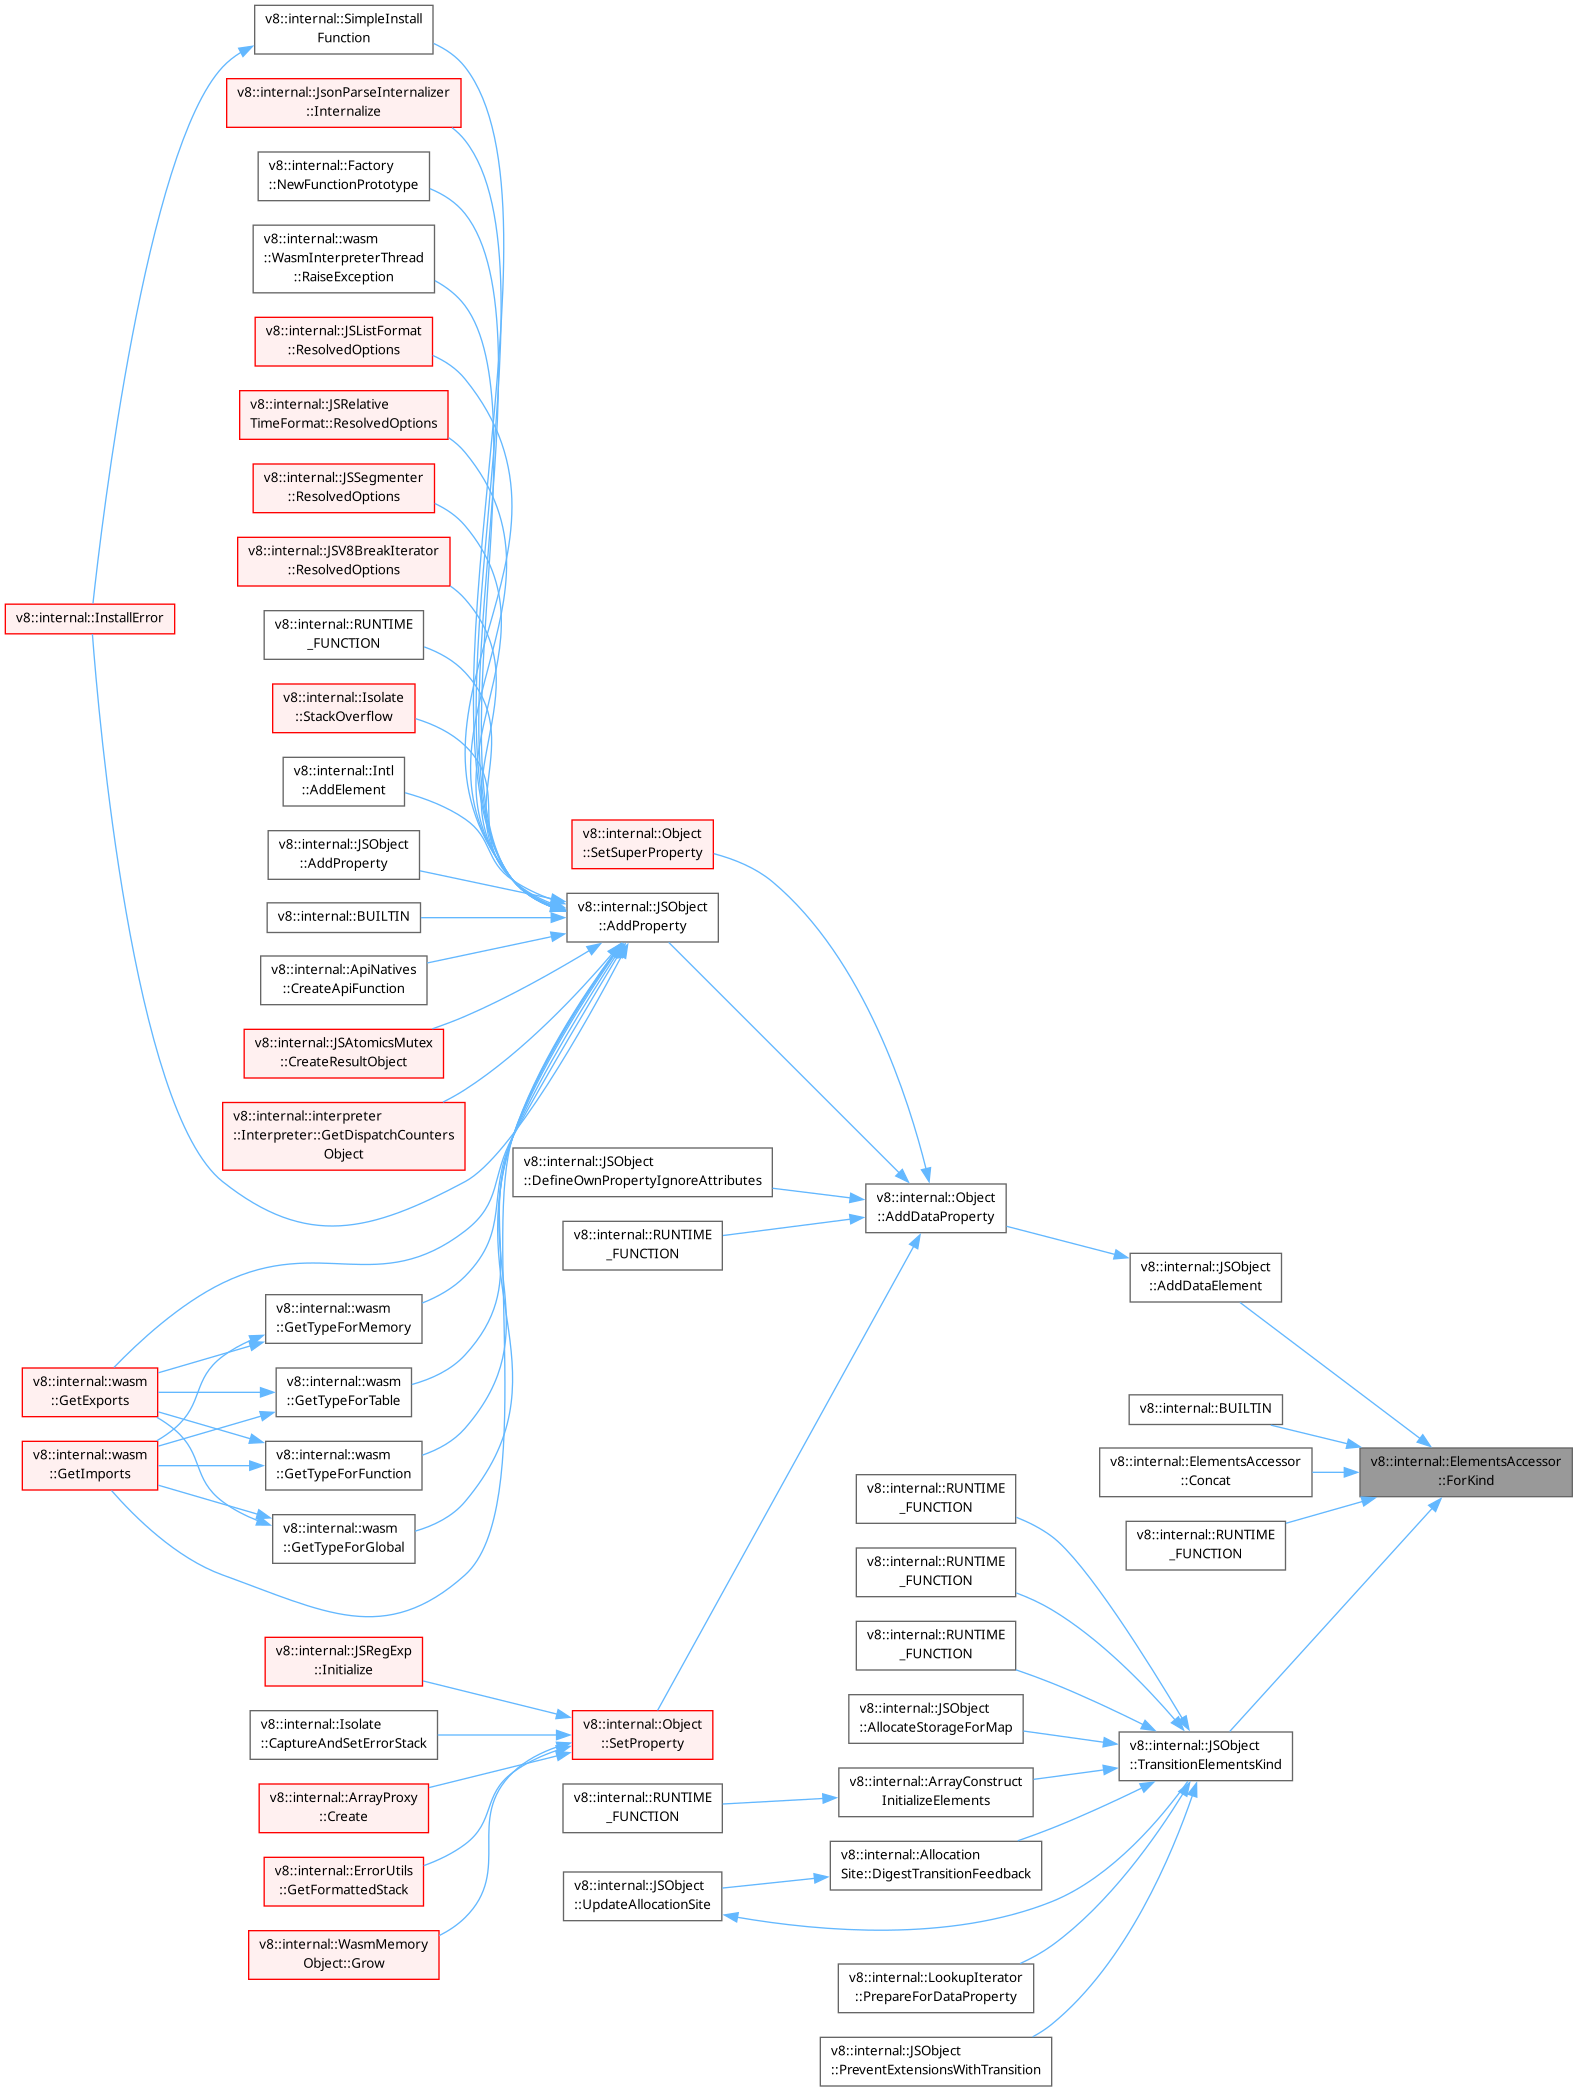 v8::internal::SimpleInstall
Function
v8::internal::JsonParseInternalizer
::Internalize
v8::internal::Factory
::NewFunctionPrototype
v8::internal::wasm
::WasmInterpreterThread
::RaiseException
v8::internal::JSListFormat
::ResolvedOptions
v8::internal::JSRelative
TimeFormat::ResolvedOptions
v8::internal::JSSegmenter
::ResolvedOptions
v8::internal::JSV8BreakIterator
::ResolvedOptions
v8::internal::InstallError
v8::internal::RUNTIME
_FUNCTION
v8::internal::Isolate
::StackOverflow
v8::internal::Intl
::AddElement
v8::internal::JSObject
::AddProperty
v8::internal::BUILTIN
v8::internal::ApiNatives
::CreateApiFunction
v8::internal::JSAtomicsMutex
::CreateResultObject
v8::internal::interpreter
::Interpreter::GetDispatchCounters
Object
v8::internal::wasm
::GetTypeForMemory
v8::internal::wasm
::GetTypeForTable
v8::internal::wasm
::GetTypeForFunction
v8::internal::wasm
::GetTypeForGlobal
v8::internal::wasm
::GetExports
v8::internal::wasm
::GetImports
v8::internal::JSRegExp
::Initialize
v8::internal::Isolate
::CaptureAndSetErrorStack
v8::internal::ArrayProxy
::Create
v8::internal::ErrorUtils
::GetFormattedStack
v8::internal::WasmMemory
Object::Grow
v8::internal::Object
::SetSuperProperty
v8::internal::JSObject
::AddProperty
v8::internal::JSObject
::DefineOwnPropertyIgnoreAttributes
v8::internal::RUNTIME
_FUNCTION
v8::internal::Object
::SetProperty
v8::internal::RUNTIME
_FUNCTION
v8::internal::JSObject
::UpdateAllocationSite
v8::internal::Object
::AddDataProperty
v8::internal::RUNTIME
_FUNCTION
v8::internal::RUNTIME
_FUNCTION
v8::internal::RUNTIME
_FUNCTION
v8::internal::JSObject
::AllocateStorageForMap
v8::internal::ArrayConstruct
InitializeElements
v8::internal::Allocation
Site::DigestTransitionFeedback
v8::internal::LookupIterator
::PrepareForDataProperty
v8::internal::JSObject
::PreventExtensionsWithTransition
v8::internal::JSObject
::AddDataElement
v8::internal::BUILTIN
v8::internal::ElementsAccessor
::Concat
v8::internal::RUNTIME
_FUNCTION
v8::internal::JSObject
::TransitionElementsKind
v8::internal::ElementsAccessor
::ForKind